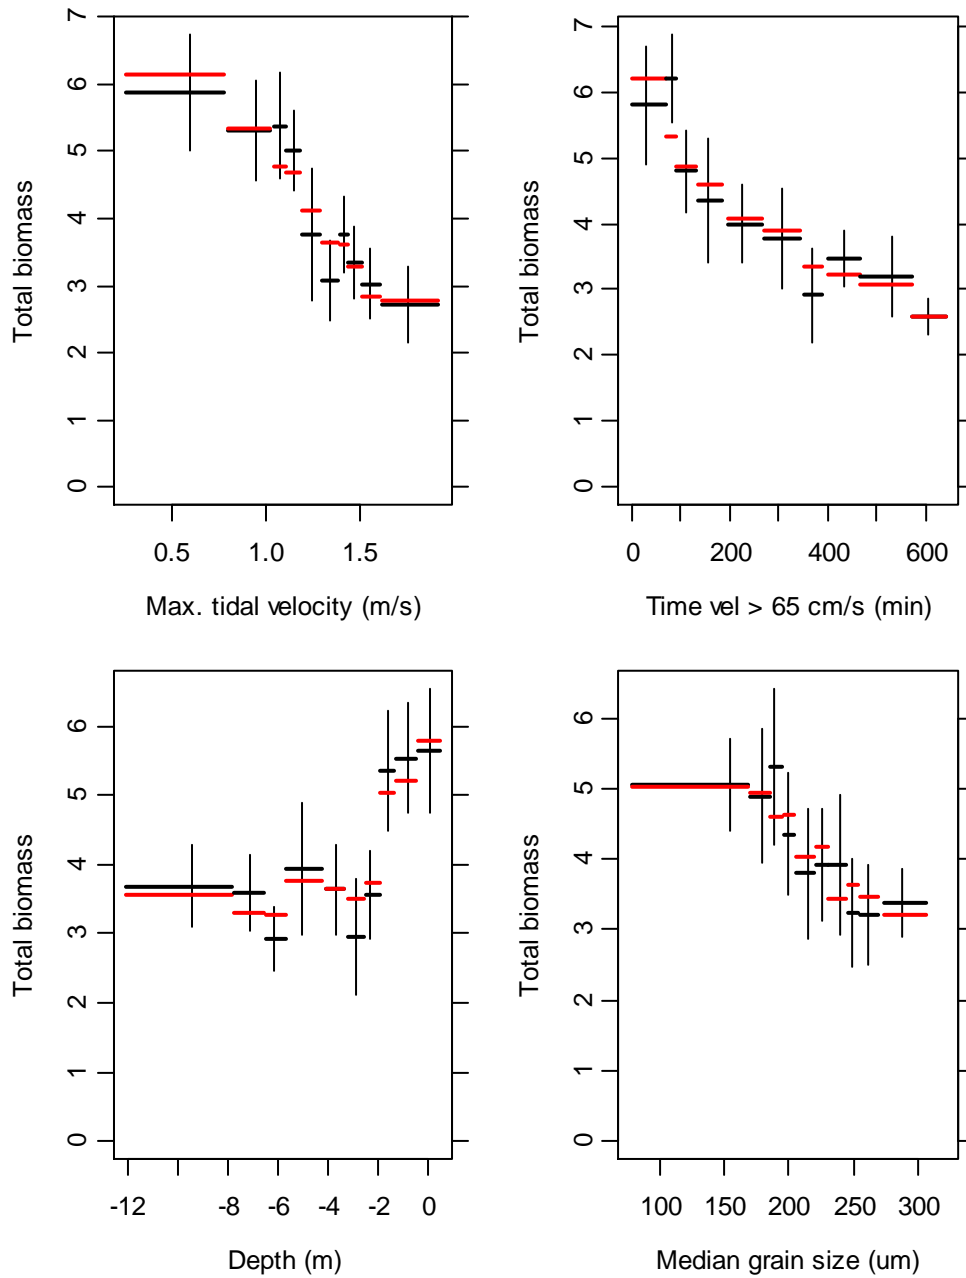 Total biomass
7
6
5
4
3
2
1
0
0.5 1.0 1.5
Max. tidal velocity (m/s)
Total biomass
7
6
5
4
3
2
1
0
0 200 400 600
Time vel > 65 cm/s (min)
Total biomass
6
5
4
3
2
1
0
-12 -8 -6 -4 -2 0
Depth (m)
Total biomass
6
5
4
3
2
1
0
100 150 200 250 300
Median grain size (um)